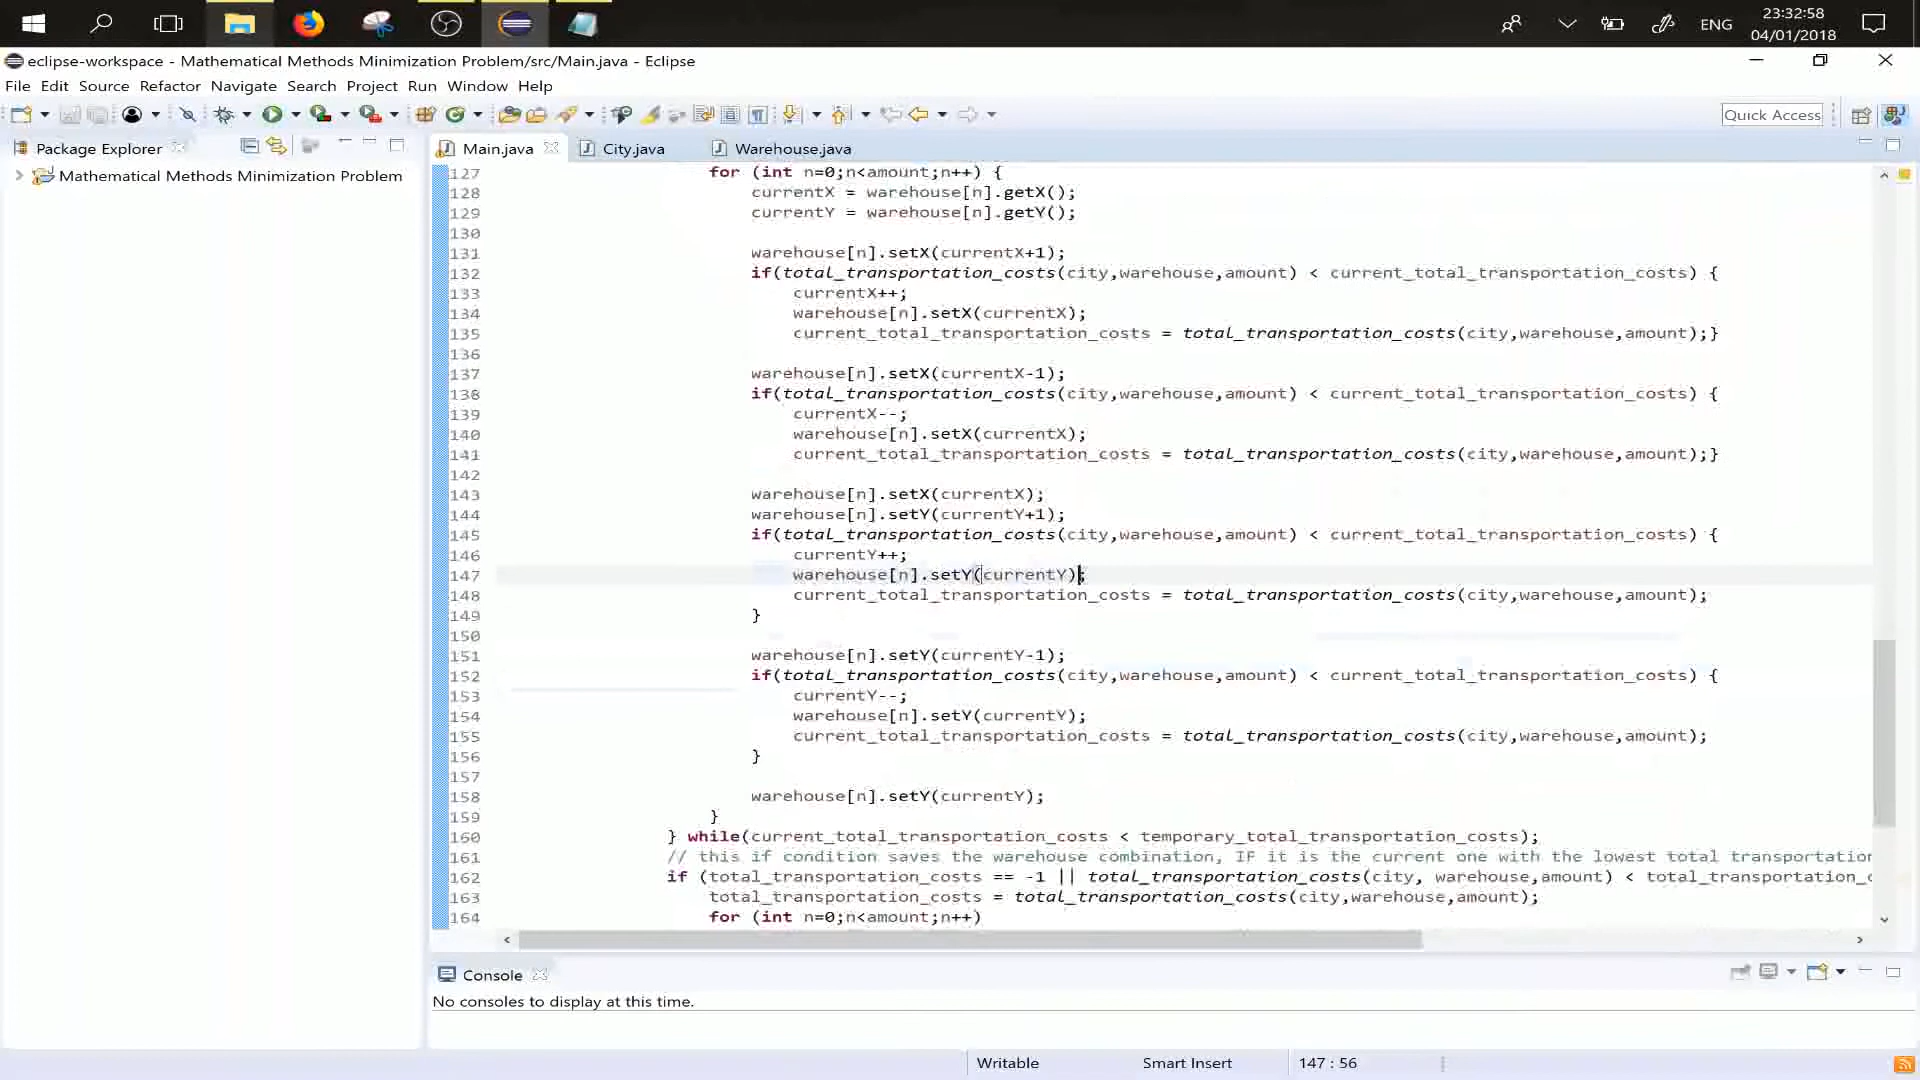 ENG
23:32:58
04/01/2018
eclipse-workspace - Mathematical Methods Minimization Problem/src/Main.java - Eclipse
File Edit Source Refactor Navigate Search Project Run Window Help
Quick Access
Package Explorer
Mathematical Methods Minimization Problem
Main.java City.java Warehouse.java
127 for (int n=0;n<amount;n++) {
128 currentX = warehouse[n].getX();
129 currentY = warehouse[n].getY();
130
131 warehouse[n].setX(currentX+1);
132 if(total_transportation_costs(city,warehouse,amount) < current_total_transportation_costs) {
133 currentX++;
134 warehouse[n].setX(currentX);
135 current_total_transportation_costs = total_transportation_costs(city,warehouse,amount);}
136
137 warehouse[n].setX(currentX-1);
138 if(total_transportation_costs(city,warehouse,amount) < current_total_transportation_costs) {
139 currentX--;
140 warehouse[n].setX(currentX);
141 current_total_transportation_costs = total_transportation_costs(city,warehouse,amount);}
142
143 warehouse[n].setX(currentX);
144 warehouse[n].setY(currentY+1);
145 if(total_transportation_costs(city,warehouse,amount) < current_total_transportation_costs) {
146 currentY++;
147 warehouse[n].setY(currentY);
148 current_total_transportation_costs = total_transportation_costs(city,warehouse,amount);
149 }
150
151 warehouse[n].setY(currentY-1);
152 if(total_transportation_costs(city,warehouse,amount) < current_total_transportation_costs) {
153 currentY--;
154 warehouse[n].setY(currentY);
155 current_total_transportation_costs = total_transportation_costs(city,warehouse,amount);
156 }
157
158 warehouse[n].setY(currentY);
159 }
160 } while(current_total_transportation_costs < temporary_total_transportation_costs);
161 // this if condition saves the warehouse combination, IF it is the current one with the lowest total transportation
162 if (total_transportation_costs == -1 || total_transportation_costs(city, warehouse,amount) < total_transportation_c
163 total_transportation_costs = total_transportation_costs(city,warehouse,amount);
164 for (int n=0;n<amount;n++)
Console
No consoles to display at this time.
Writable Smart Insert 147 : 56